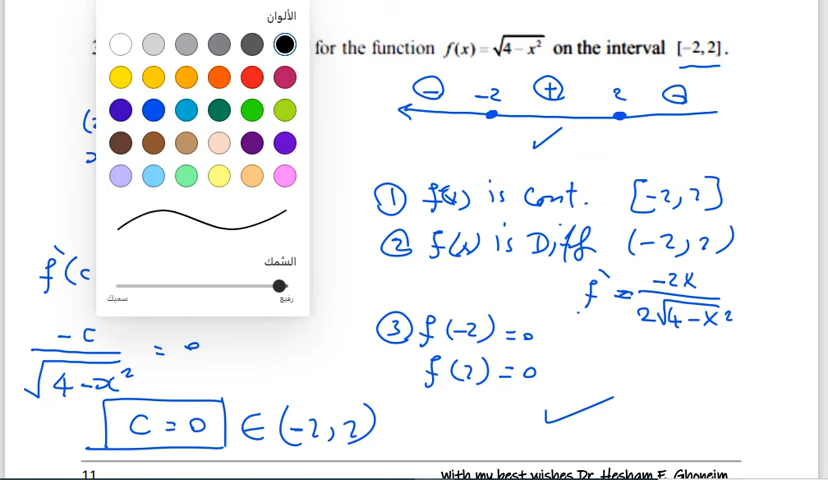 الألوان
for the function f(x) = √4 − x² on the interval [−2, 2].
− −2 + 2 −
① f(x) is Cont. [−2, 2]
② f(x) is Diff (−2, 2)
السُمك
f`(c
f` = −2x / 2√4 − x²
سميك رفيع
③ f(−2) = 0
−c / √4 − x² = 0
f(2) = 0
C = 0 ∈ (−2, 2)
11 With my best wishes Dr. Hesham F. Ghoneim